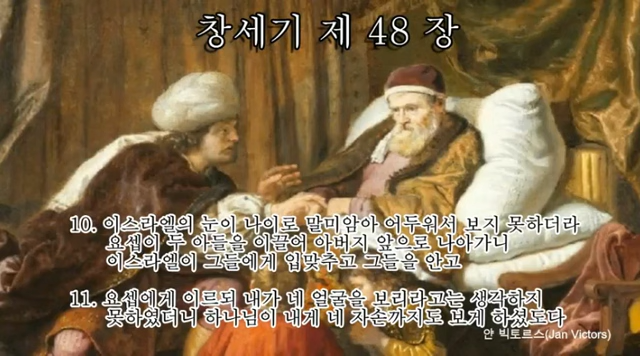 창세기 제 48 장
10. 이스라엘의 눈이 나이로 말미암아 어두워서 보지 못하더라
요셉이 두 아들을 이끌어 아버지 앞으로 나아가니
이스라엘이 그들에게 입맞추고 그들을 안고
11. 요셉에게 이르되 내가 네 얼굴을 보리라고는 생각하지
못하였더니 하나님이 내게 네 자손까지도 보게 하셨도다
얀 빅토르스(Jan Victors)